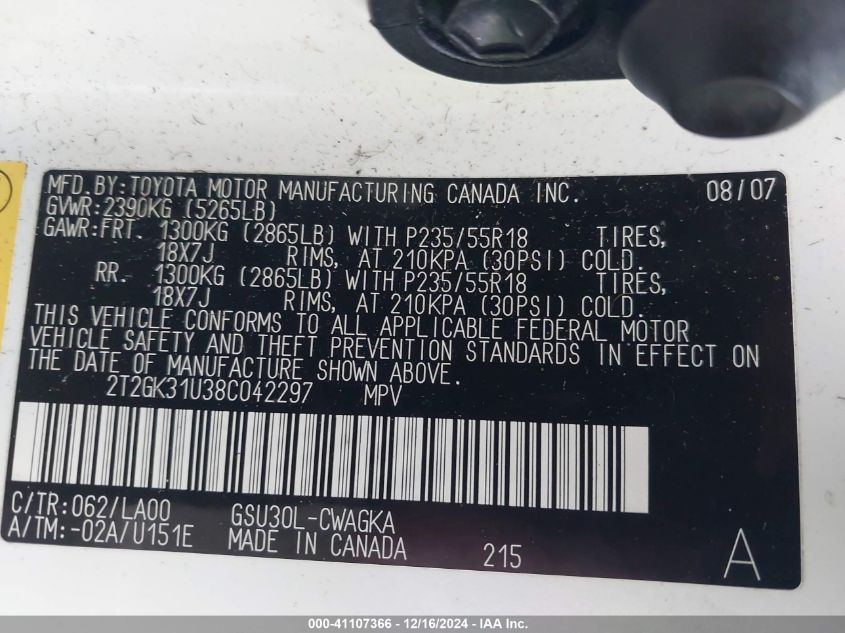 MFD.BY:TOYOTA MOTOR MANUFACTURING CANADA INC. 08/07
GVWR:2390KG (5265LB)
GAWR:FRT. 1300KG (2865LB) WITH P235/55R18 TIRES,
18X7J RIMS, AT 210KPA (30PSI) COLD.
RR. 1300KG (2865LB) WITH P235/55R18 TIRES,
18X7J RIMS, AT 210KPA (30PSI) COLD.
THIS VEHICLE CONFORMS TO ALL APPLICABLE FEDERAL MOTOR
VEHICLE SAFETY AND THEFT PREVENTION STANDARDS IN EFFECT ON
THE DATE OF MANUFACTURE SHOWN ABOVE.
2T2GK31U38C042297 MPV
C/TR:062/LA00 GSU30L-CWAGKA
A/TM:-02A/U151E MADE IN CANADA 215 A
000-41107366 - 12/16/2024 - IAA Inc.